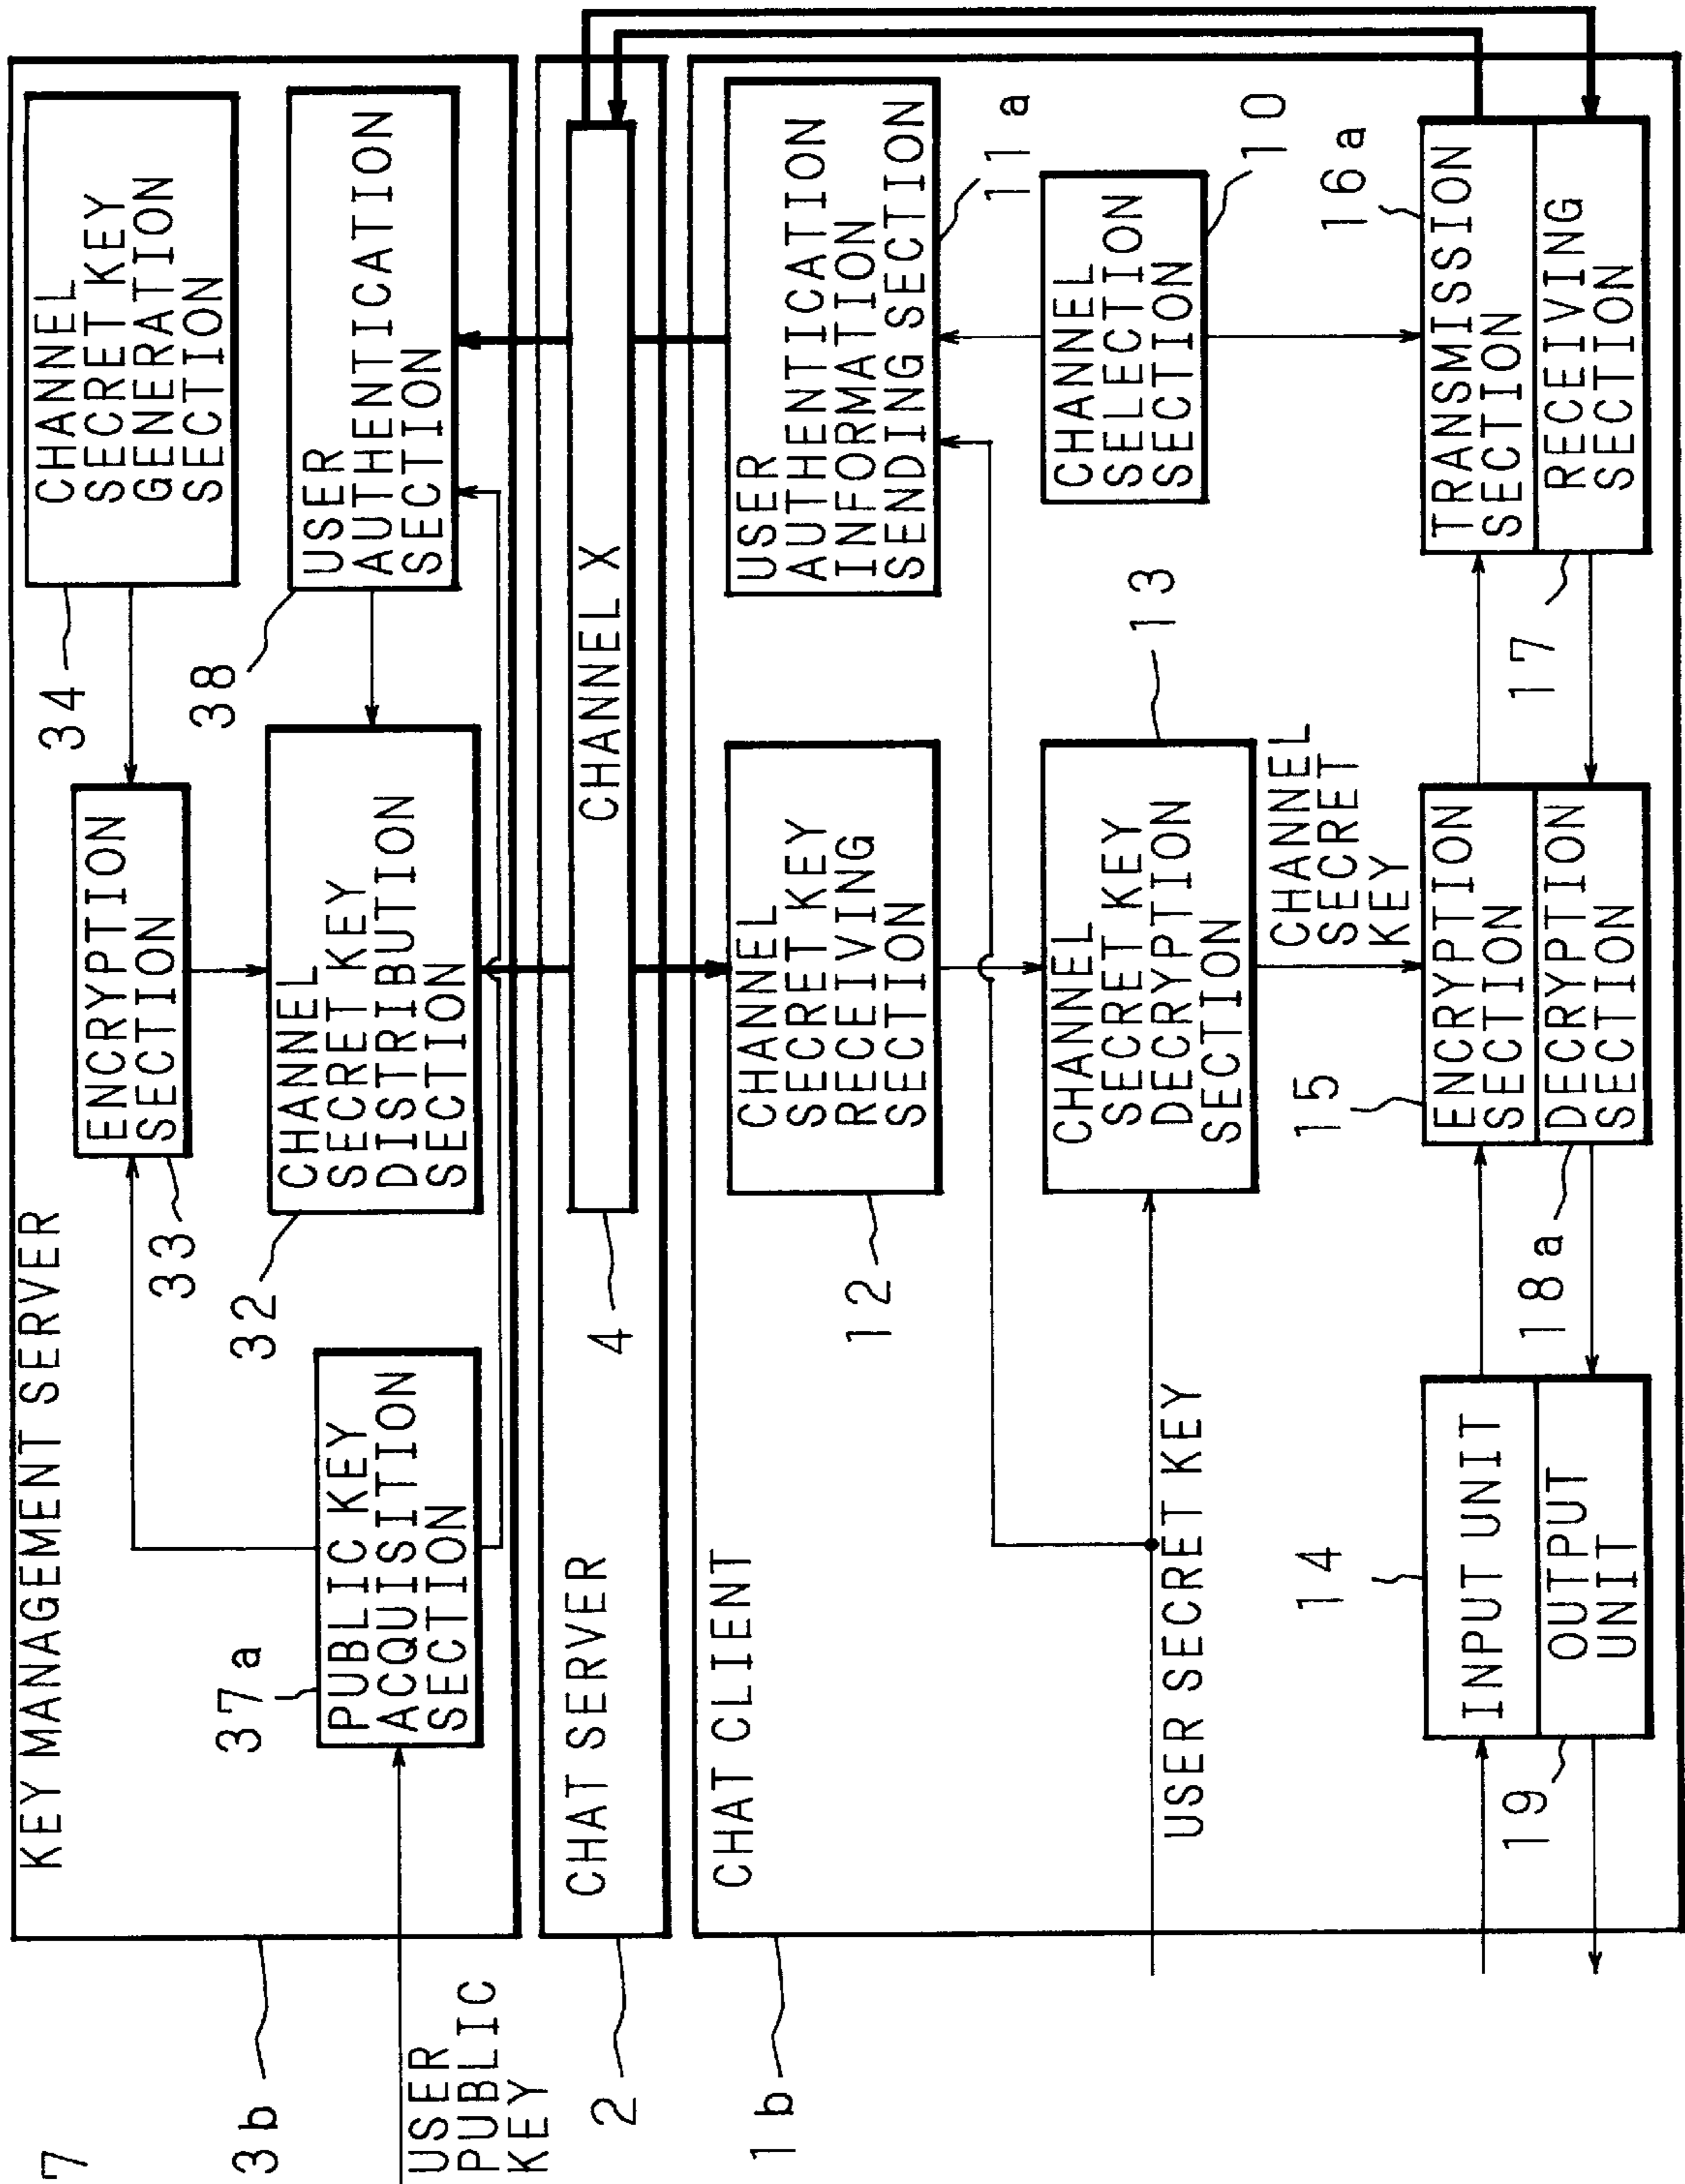 7
3b
KEY MANAGEMENT SERVER
USER
PUBLIC
KEY
37a
PUBLIC KEY
ACQUISITION
SECTION
33
ENCRYPTION
SECTION
34
CHANNEL
SECRET KEY
GENERATION
SECTION
32
CHANNEL
SECRET KEY
DISTRIBUTION
SECTION
38
USER
AUTHENTICATION
SECTION
2
CHAT SERVER
4
CHANNEL X
1b
CHAT CLIENT
12
CHANNEL
SECRET KEY
RECEIVING
SECTION
USER
AUTHENTICATION
INFORMATION
SENDING SECTION
11a
USER SECRET KEY
CHANNEL
SECRET KEY
DECRYPTION
SECTION
13
CHANNEL
SELECTION
SECTION
10
CHANNEL
SECRET
KEY
14
INPUT UNIT
19
OUTPUT
UNIT
15
ENCRYPTION
SECTION
18a
DECRYPTION
SECTION
16a
TRANSMISSION
SECTION
17
RECEIVING
SECTION